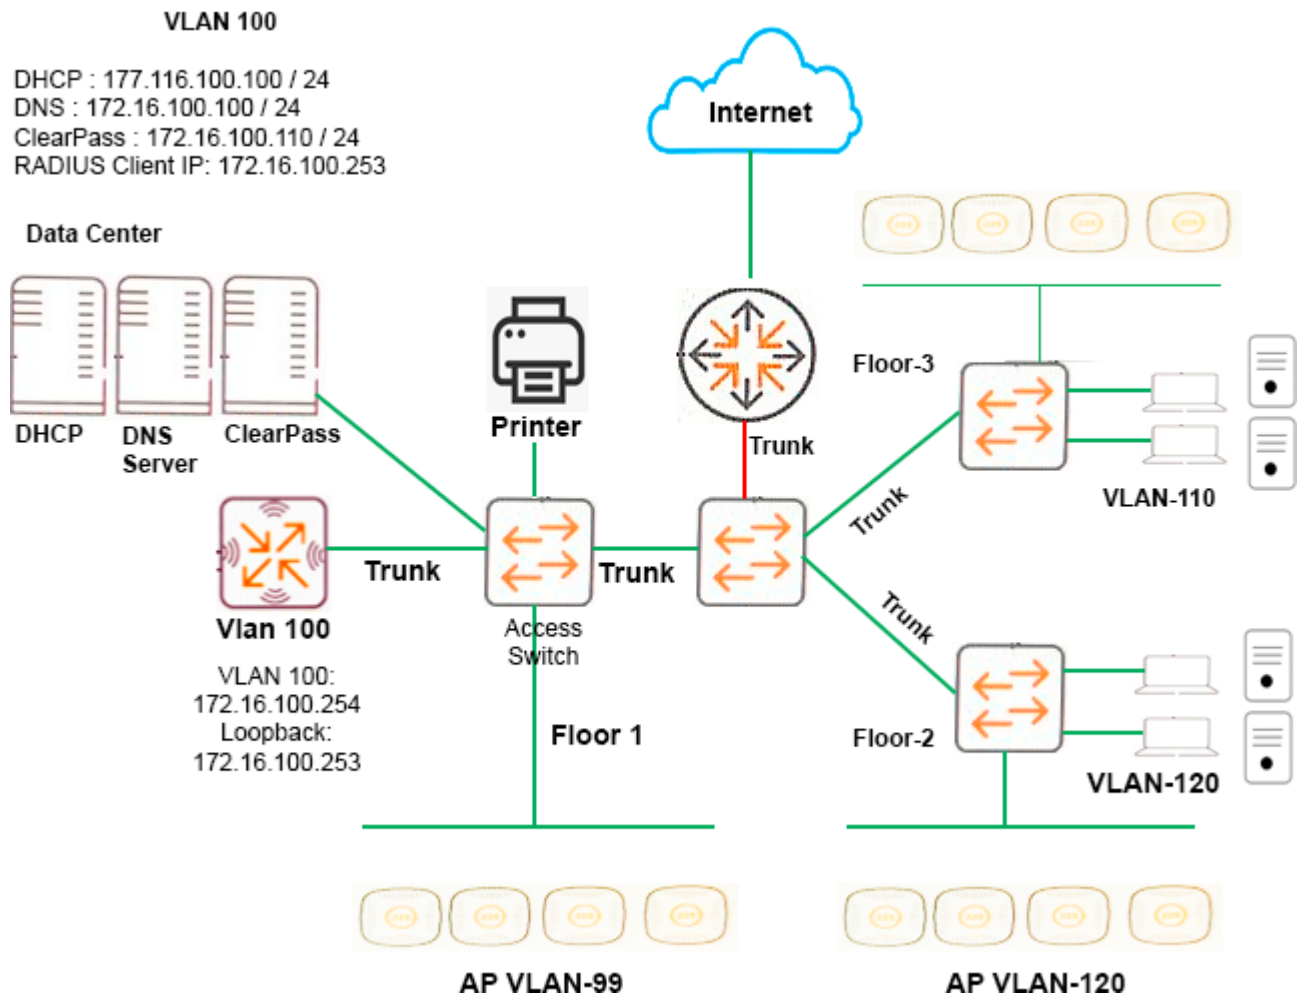 VLAN 100
DHCP : 177.116.100.100 / 24
DNS : 172.16.100.100 / 24
ClearPass : 172.16.100.110 / 24
RADIUS Client IP: 172.16.100.253
Internet
Data Center
DHCP
DNS
Server
ClearPass
Printer
Trunk
Floor-3
VLAN-110
Trunk
Trunk
Trunk
Trunk
Vlan 100
Access
Switch
VLAN 100:
172.16.100.254
Loopback:
172.16.100.253
Floor 1
Floor-2
VLAN-120
AP VLAN-99
AP VLAN-120